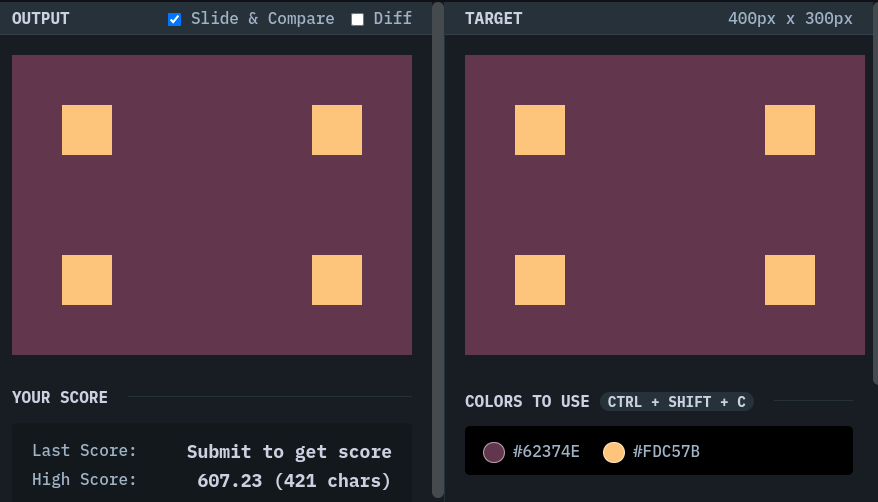 OUTPUT
Slide & Compare
Diff
TARGET
400px x 300px
YOUR SCORE
Last Score: Submit to get score
High Score: 607.23 (421 chars)
COLORS TO USE CTRL + SHIFT + C
#62374E #FDC57B